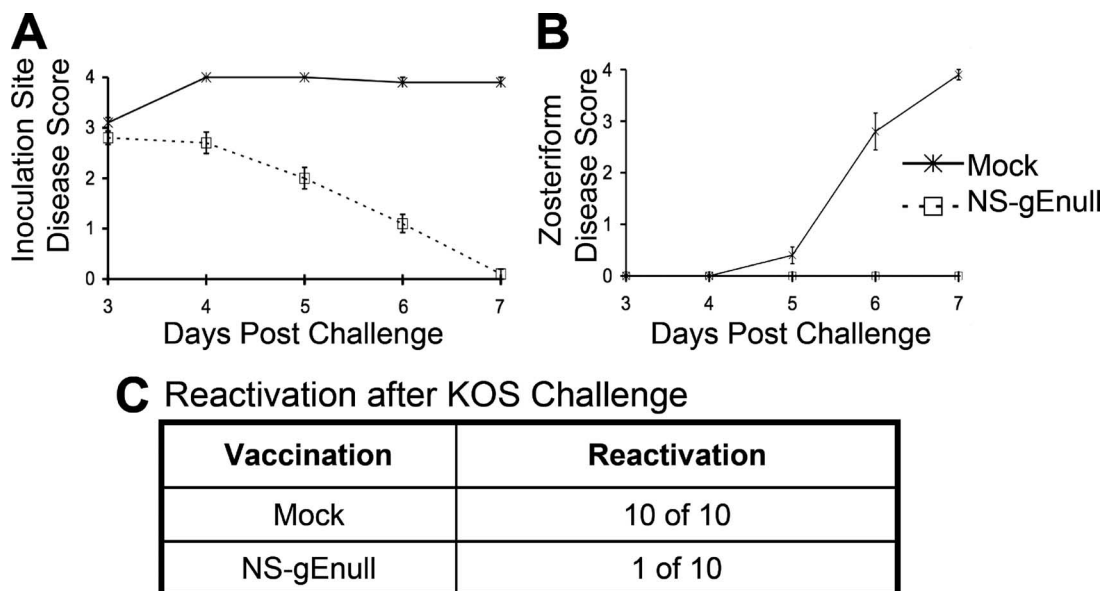 A
Inoculation Site
Disease Score
4
3
2
1
0
3 4 5 6 7
Days Post Challenge
B
Zosteriform
Disease Score
4
3
2
1
0
3 4 5 6 7
Days Post Challenge
Mock
NS-gEnull
C Reactivation after KOS Challenge
Vaccination Reactivation
Mock 10 of 10
NS-gEnull 1 of 10